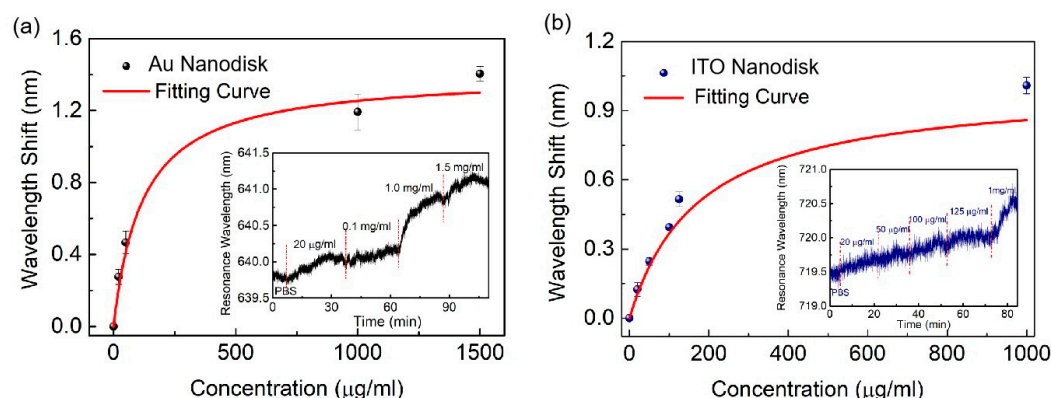 (a)
1.6
1.2
0.8
0.4
0.0
Wavelength Shift (nm)
Au Nanodisk
Fitting Curve
0
500
1000
1500
Concentration (μg/ml)
641.5
641.0
640.0
639.5
Resonance Wavelength (nm)
PBS
20 μg/ml
0.1 mg/ml
1.0 mg/ml
1.5 mg/ml
0
30
60
90
Time (min)
(b)
1.2
0.9
0.6
0.3
0.0
Wavelength Shift (nm)
ITO Nanodisk
Fitting Curve
0
200
400
600
800
1000
Concentration (μg/ml)
721.0
720.5
720.0
719.5
719.0
Resonance Wavelength (nm)
PBS
20 μg/ml
50 μg/ml
100 μg/ml
125 μg/ml
1mg/ml
0
20
40
60
80
Time (min)